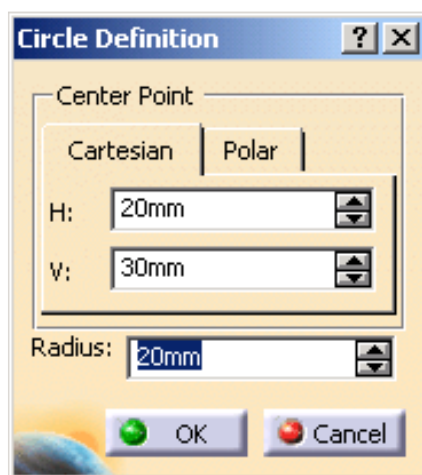 Circle Definition
Center Point
Cartesian Polar
H: 20mm
V: 30mm
Radius: 20mm
OK Cancel